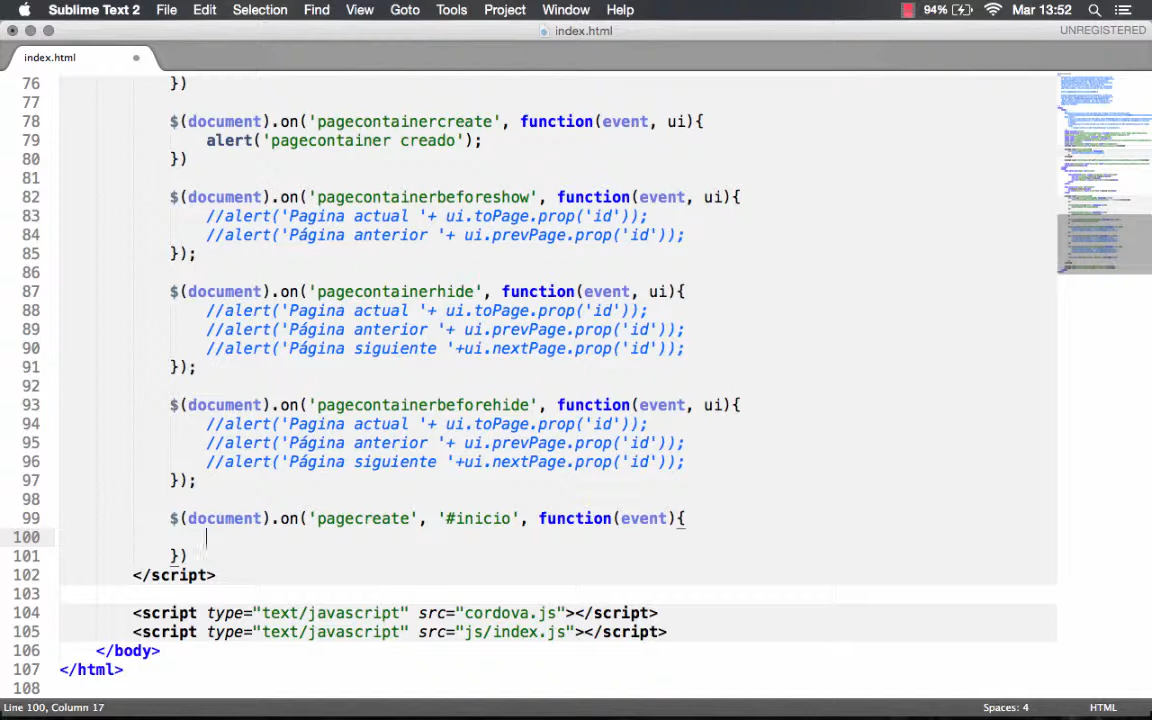 Sublime Text 2 File Edit Selection Find View Goto Tools Project Window Help 94% Mar 13:52
index.html UNREGISTERED
index.html
76 })
77
78 $(document).on('pagecontainercreate', function(event, ui){
79 alert('pagecontainer creado');
80 })
81
82 $(document).on('pagecontainerbeforeshow', function(event, ui){
83 //alert('Pagina actual '+ ui.toPage.prop('id'));
84 //alert('Página anterior '+ ui.prevPage.prop('id'));
85 });
86
87 $(document).on('pagecontainerhide', function(event, ui){
88 //alert('Pagina actual '+ ui.toPage.prop('id'));
89 //alert('Página anterior '+ ui.prevPage.prop('id'));
90 //alert('Página siguiente '+ui.nextPage.prop('id'));
91 });
92
93 $(document).on('pagecontainerbeforehide', function(event, ui){
94 //alert('Pagina actual '+ ui.toPage.prop('id'));
95 //alert('Página anterior '+ ui.prevPage.prop('id'));
96 //alert('Página siguiente '+ui.nextPage.prop('id'));
97 });
98
99 $(document).on('pagecreate', '#inicio', function(event){
100
101 })
102 </script>
103
104 <script type="text/javascript" src="cordova.js"></script>
105 <script type="text/javascript" src="js/index.js"></script>
106 </body>
107 </html>
108
Line 100, Column 17 Spaces: 4 HTML